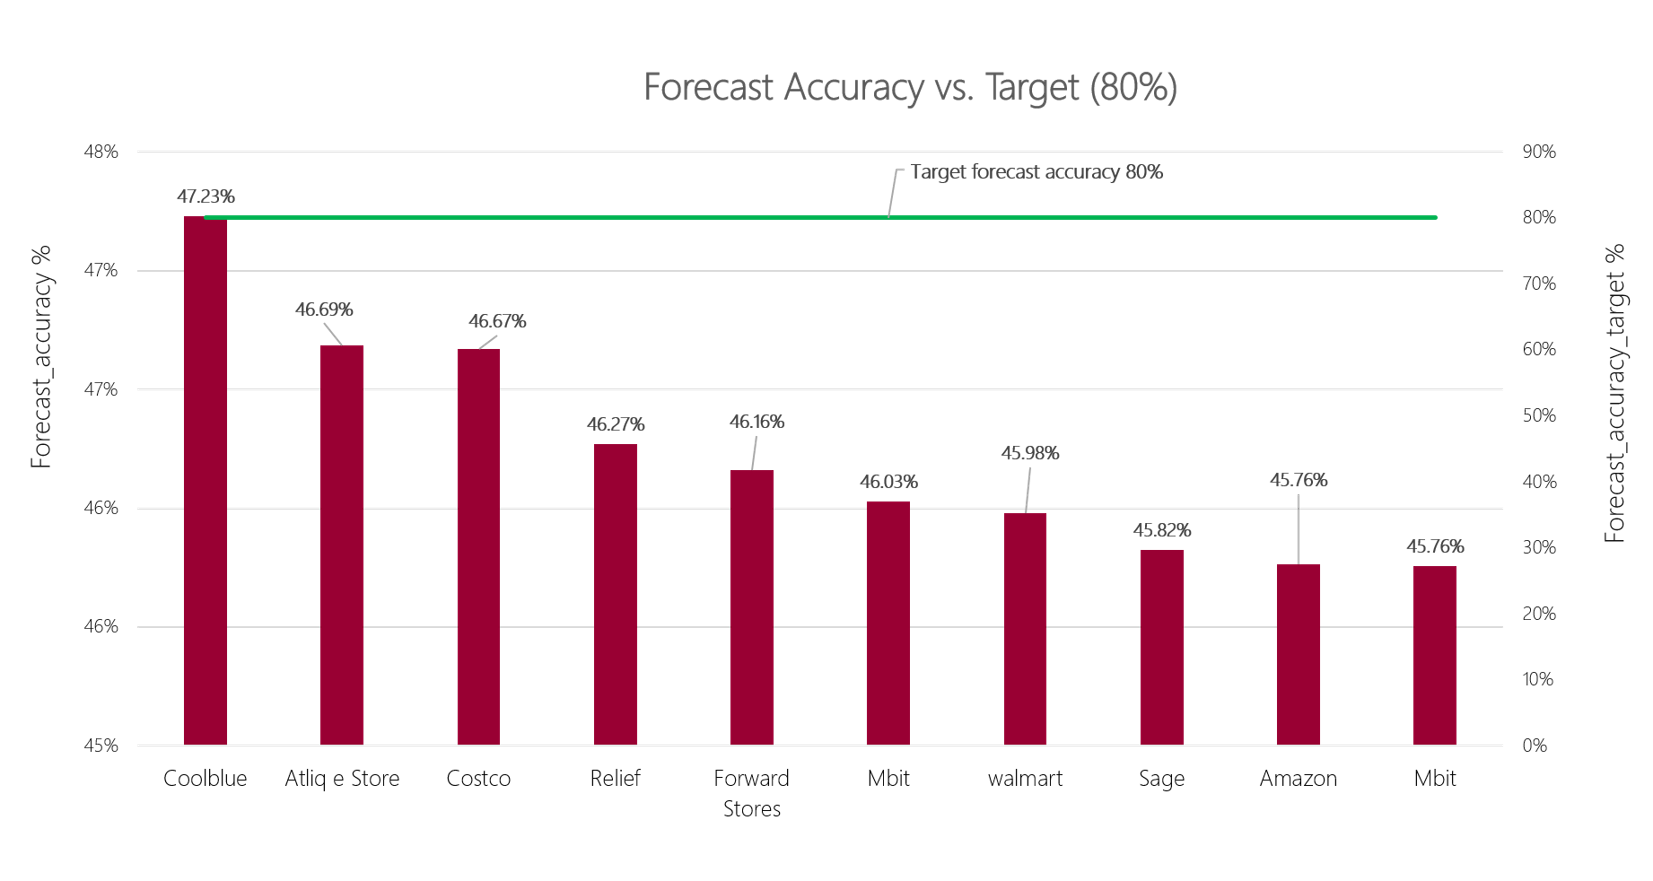 Forecast Accuracy vs. Target (80%)
48%
47%
47%
46%
46%
45%
Forecast_accuracy %
90%
80%
70%
60%
50%
40%
30%
20%
10%
0%
Forecast_accuracy_target %
Target forecast accuracy 80%
47.23%
46.69%
46.67%
46.27%
46.16%
46.03%
45.98%
45.82%
45.76%
45.76%
Coolblue
Atliq e Store
Costco
Relief
Forward
Stores
Mbit
walmart
Sage
Amazon
Mbit